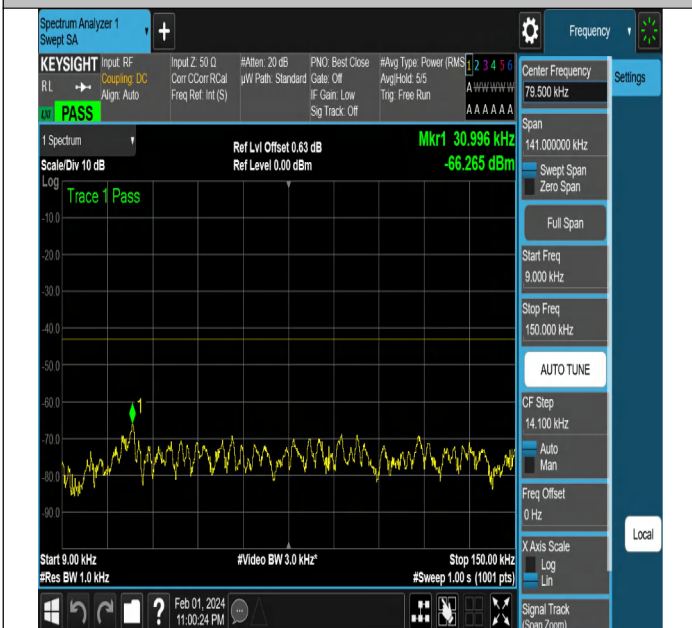 Spectrum Analyzer 1
Swept SA
+
Frequency
KEYSIGHT
RL
LXI PASS
Input: RF
Coupling: DC
Align: Auto
Input Z: 50 Ω
Corr CCorr RCal
Freq Ref: Int (S)
#Atten: 20 dB
µW Path: Standard
PNO: Best Close
Gate: Off
IF Gain: Low
Sig Track: Off
#Avg Type: Power (RMS
Avg|Hold: 5/5
Trig: Free Run
1 2 3 4 5 6
A W W W W W
A A A A A A
1 Spectrum
Scale/Div 10 dB
Ref Lvl Offset 0.63 dB
Ref Level 0.00 dBm
Mkr1 30.996 kHz
-66.265 dBm
Log
Trace 1 Pass
-10.0
-20.0
-30.0
-40.0
-50.0
-60.0
-70.0
-80.0
-90.0
1
Start 9.00 kHz
#Res BW 1.0 kHz
#Video BW 3.0 kHz*
Stop 150.00 kHz
#Sweep 1.00 s (1001 pts)
?
Feb 01, 2024
11:00:24 PM
Center Frequency
79.500 kHz
Settings
Span
141.000000 kHz
Swept Span
Zero Span
Full Span
Start Freq
9.000 kHz
Stop Freq
150.000 kHz
AUTO TUNE
CF Step
14.100 kHz
Auto
Man
Freq Offset
0 Hz
Local
X Axis Scale
Log
Lin
Signal Track
(Span Zoom)